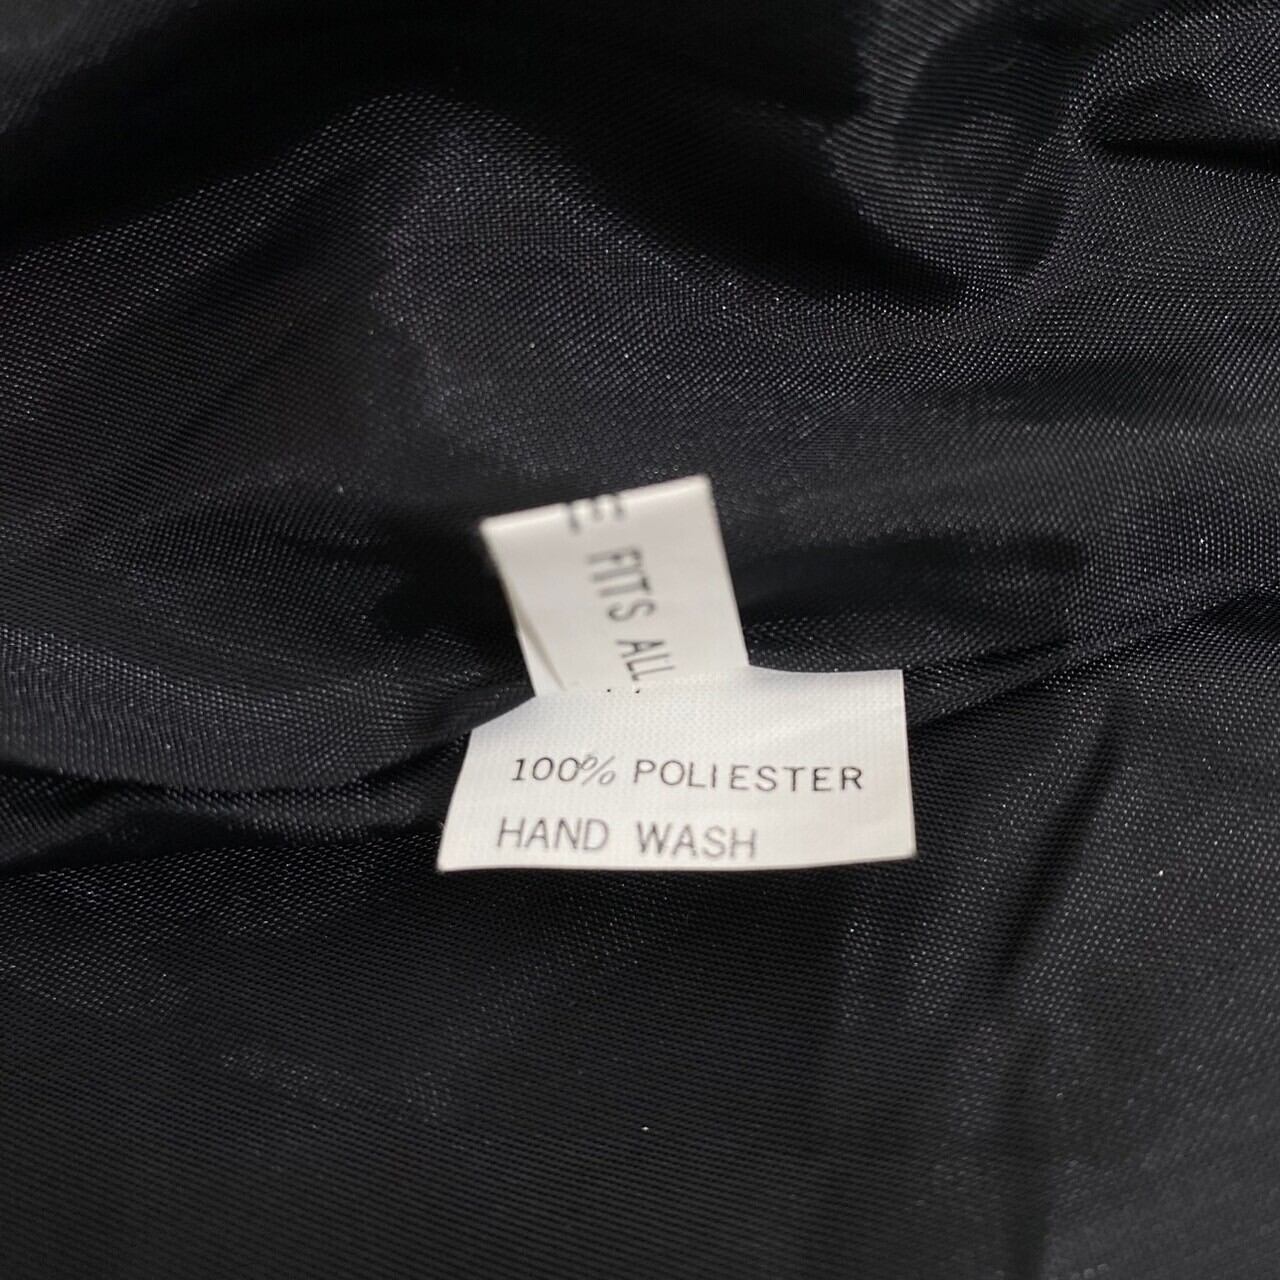 E FITS ALL
100% POLIESTER
HAND WASH